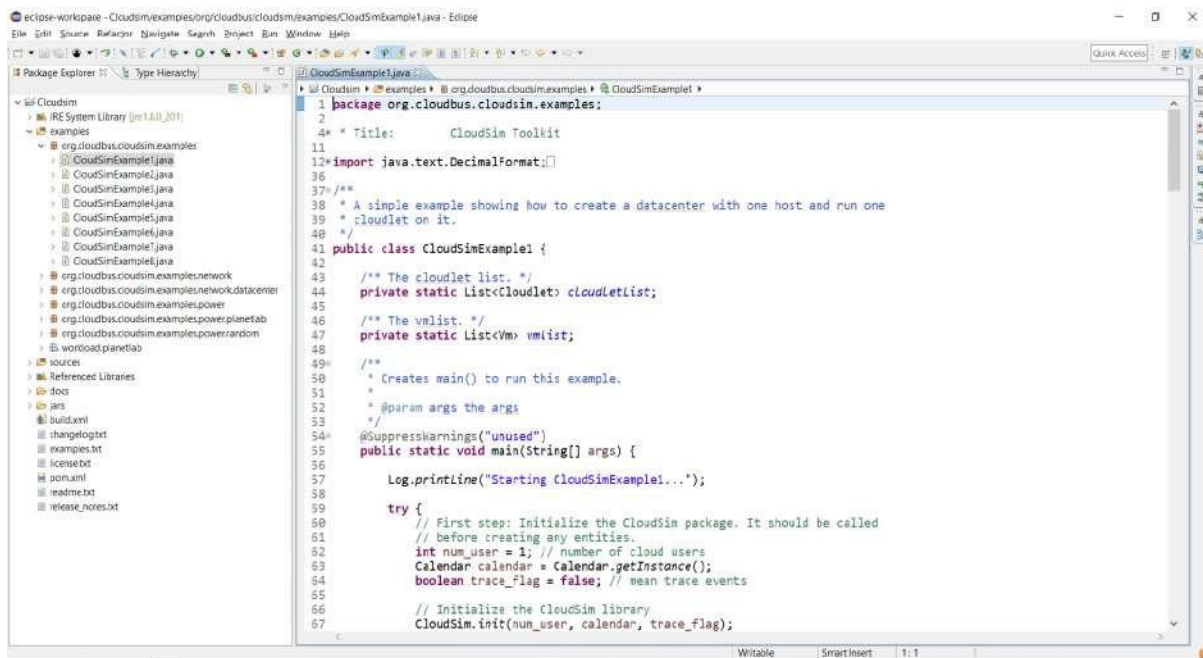 eclipse-workspace - Cloudsim/examples/org/cloudbus/cloudsim/examples/CloudSimExample1.java - Eclipse
File Edit Source Refactor Navigate Search Project Run Window Help
Quick Access
Package Explorer Type Hierarchy
Cloudsim
JRE System Library [jre1.8.0_201]
examples
org.cloudbus.cloudsim.examples
CloudSimExample1.java
CloudSimExample2.java
CloudSimExample3.java
CloudSimExample4.java
CloudSimExample5.java
CloudSimExample6.java
CloudSimExample7.java
CloudSimExample8.java
org.cloudbus.cloudsim.examples.network
org.cloudbus.cloudsim.examples.network.datacenter
org.cloudbus.cloudsim.examples.power
org.cloudbus.cloudsim.examples.power.planetlab
org.cloudbus.cloudsim.examples.power.random
workload.planetlab
sources
Referenced Libraries
docs
jars
build.xml
changelog.txt
examples.txt
license.txt
pom.xml
readme.txt
release_notes.txt
CloudSimExample1.java
Cloudsim examples org.cloudbus.cloudsim.examples CloudSimExample1
1 package org.cloudbus.cloudsim.examples;
2
4 * Title: CloudSim Toolkit
11
12 import java.text.DecimalFormat;
36
37 /**
38 * A simple example showing how to create a datacenter with one host and run one
39 * cloudlet on it.
40 */
41 public class CloudSimExample1 {
42
43 /** The cloudlet list. */
44 private static List<Cloudlet> cloudletList;
45
46 /** The vmlist. */
47 private static List<Vm> vmlist;
48
49 /**
50 * Creates main() to run this example.
51 *
52 * @param args the args
53 */
54 @SuppressWarnings("unused")
55 public static void main(String[] args) {
56
57 Log.printLine("Starting CloudSimExample1...");
58
59 try {
60 // First step: Initialize the CloudSim package. It should be called
61 // before creating any entities.
62 int num_user = 1; // number of cloud users
63 Calendar calendar = Calendar.getInstance();
64 boolean trace_flag = false; // mean trace events
65
66 // Initialize the CloudSim library
67 CloudSim.init(num_user, calendar, trace_flag);
Writable Smart Insert 1:1